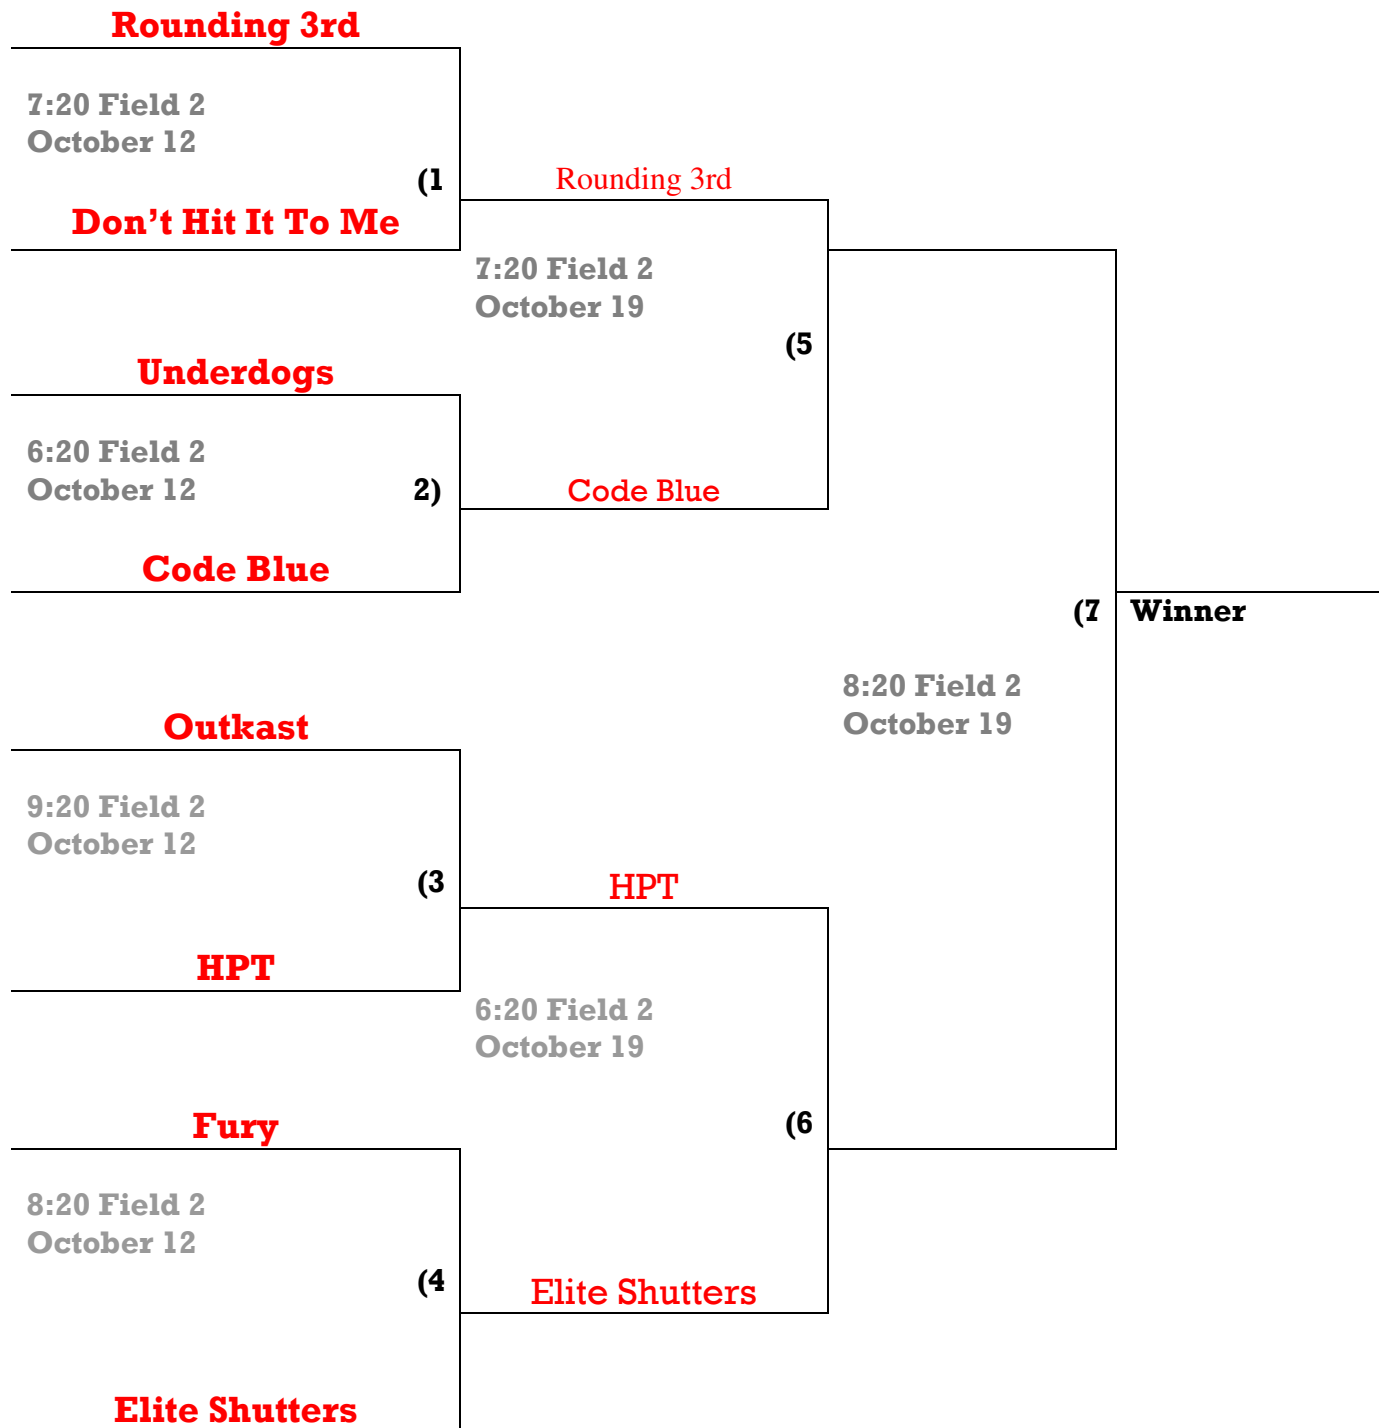 Rounding 3rd
7:20 Field 2
October 12
(1
Rounding 3rd
Don’t Hit It To Me
7:20 Field 2
October 19
(5
Underdogs
6:20 Field 2
October 12
2)
Code Blue
Code Blue
(7
Winner
8:20 Field 2
October 19
Outkast
9:20 Field 2
October 12
(3
HPT
HPT
6:20 Field 2
October 19
(6
Fury
8:20 Field 2
October 12
(4
Elite Shutters
Elite Shutters